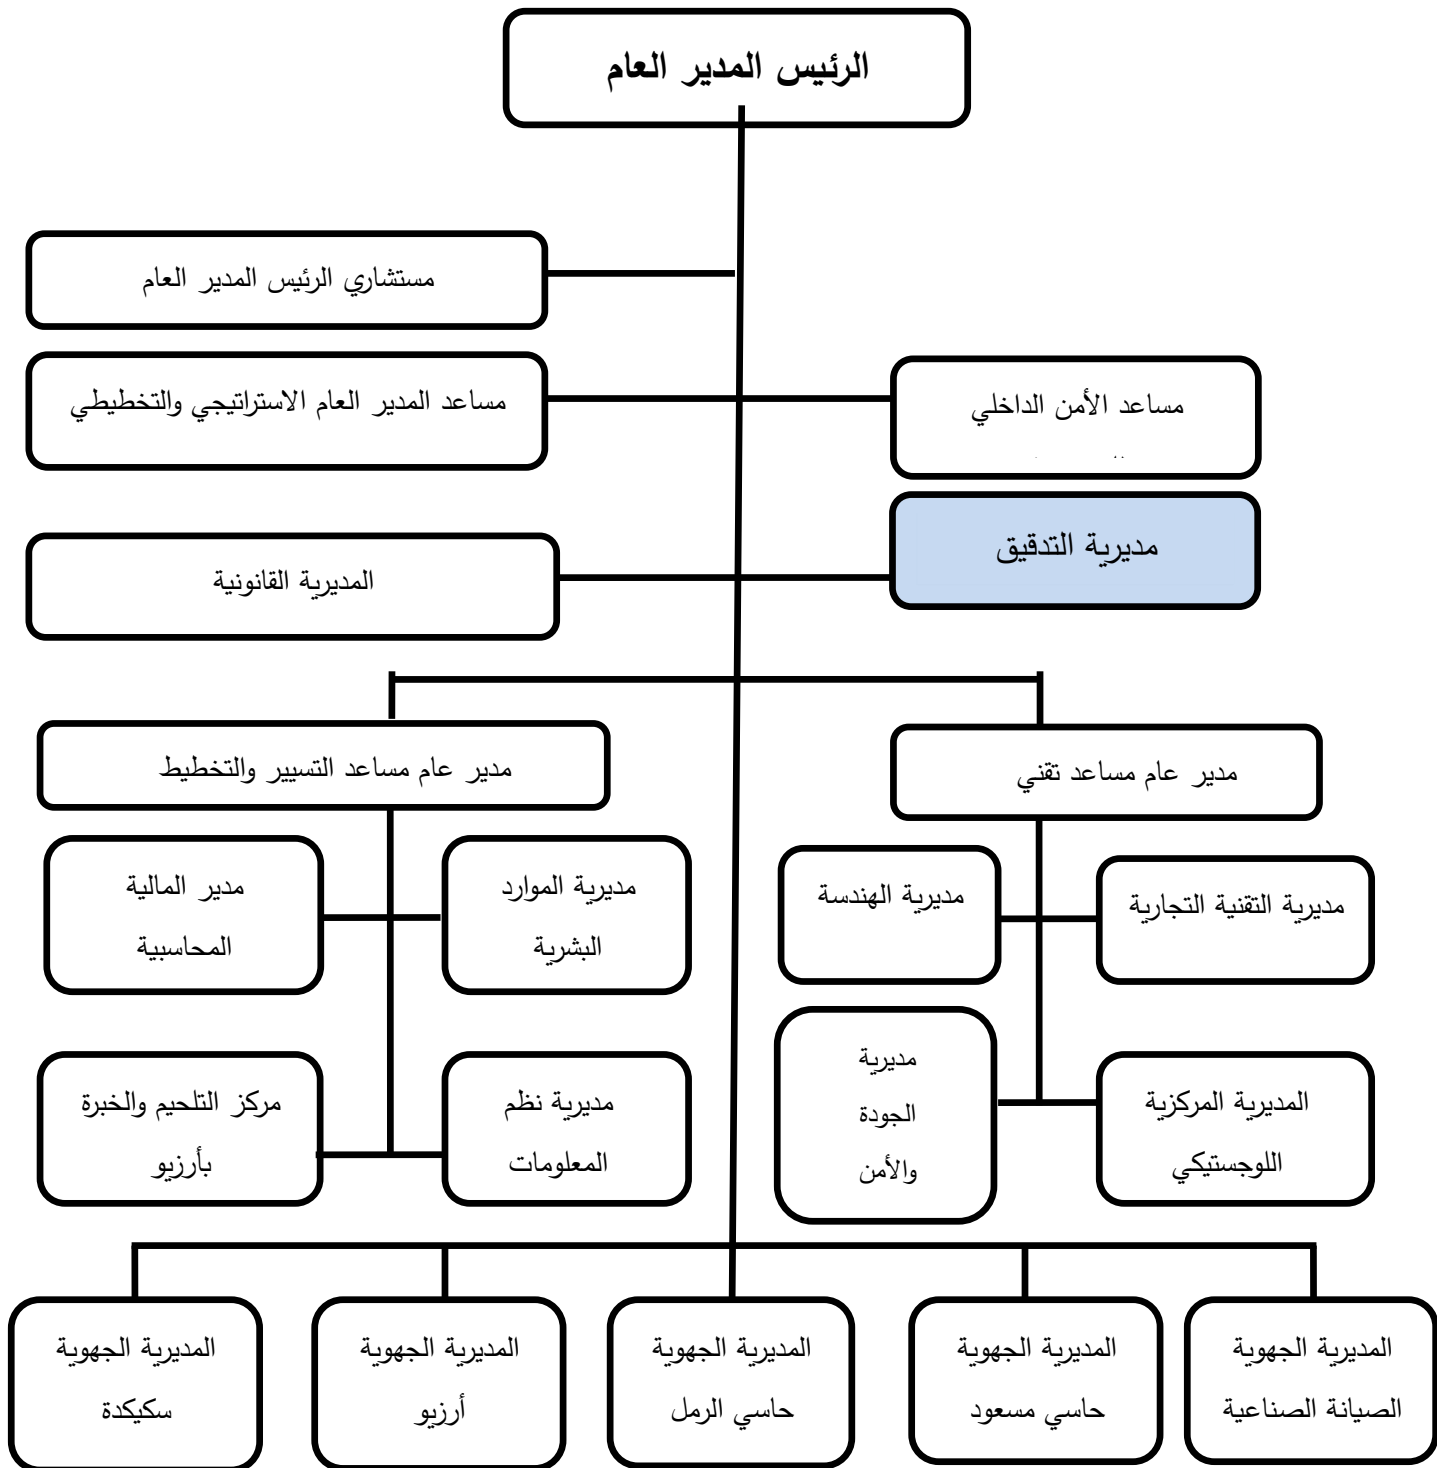 الرئيس المدير العام
مستشاري الرئيس المدير العام
مساعد الأمن الداخلي
مساعد المدير العام الاستراتيجي والتخطيطي
مديرية التدقيق
المديرية القانونية
مدير عام مساعد تقني
مدير عام مساعد التسيير والتخطيط
مديرية التقنية التجارية
مديرية الهندسة
مديرية الموارد
البشرية
مدير المالية
المحاسبية
المديرية المركزية
اللوجستيكي
مديرية
الجودة
والأمن
مديرية نظم
المعلومات
مركز التلحيم والخبرة
بأرزيو
المديرية الجهوية
الصيانة الصناعية
المديرية الجهوية
حاسي مسعود
المديرية الجهوية
حاسي الرمل
المديرية الجهوية
أرزيو
المديرية الجهوية
سكيكدة